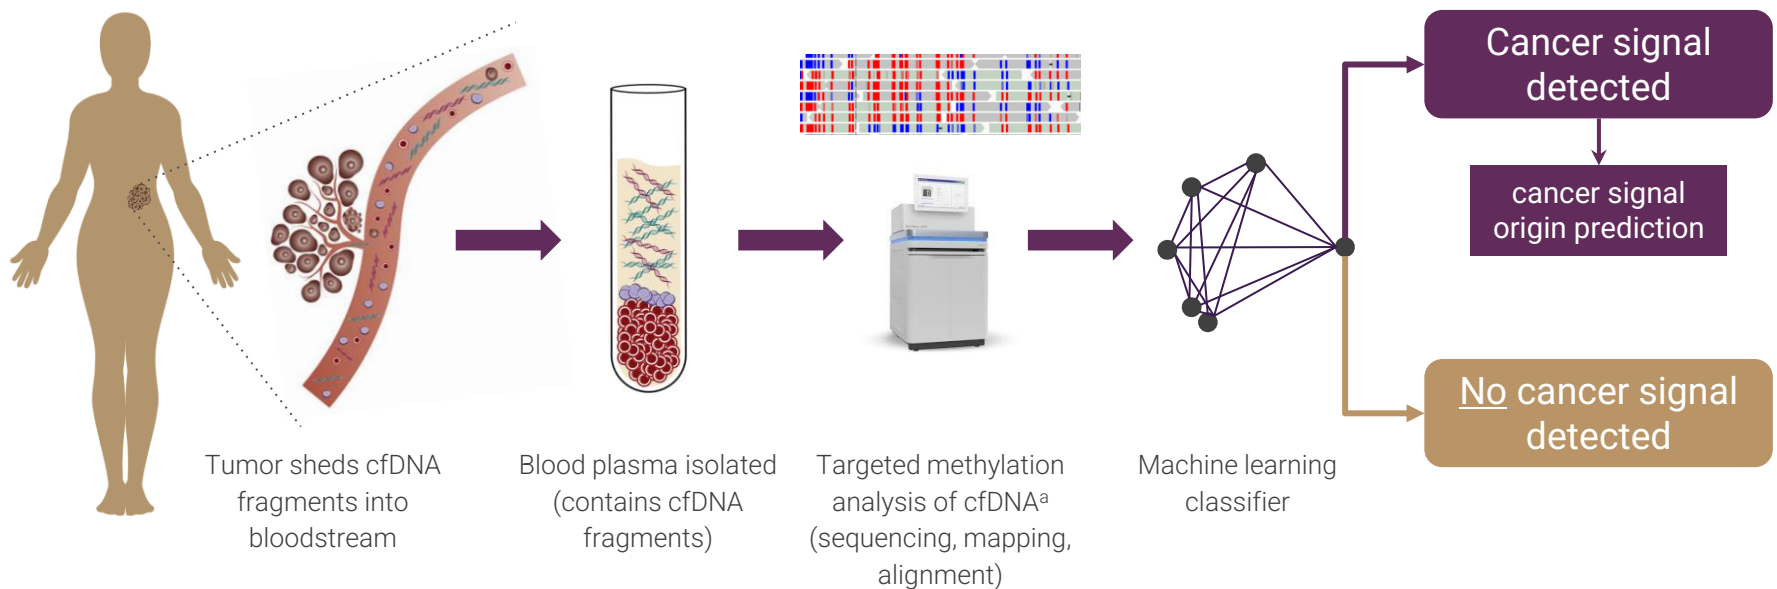 Cancer signal
detected
cancer signal
origin prediction
No cancer signal
detected
Tumor sheds cfDNA
fragments into
bloodstream
Blood plasma isolated
(contains cfDNA
fragments)
Targeted methylation
analysis of cfDNAᵃ
(sequencing, mapping,
alignment)
Machine learning
classifier